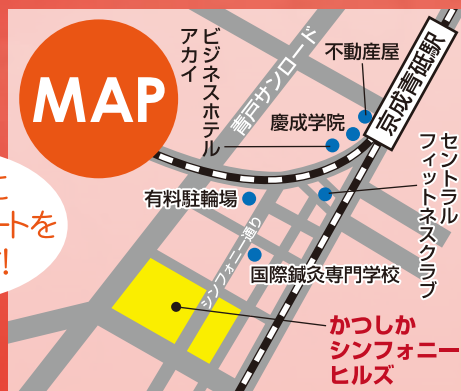 MAP
ビジネスホテル
アカイ
青戸サンロード
不動産屋
慶成学院
京成青砥駅
セントラル
フィットネスクラブ
有料駐輪場
シンフォニー通り
国際鍼灸専門学校
かつしか
シンフォニー
ヒルズ
に
ートを
!